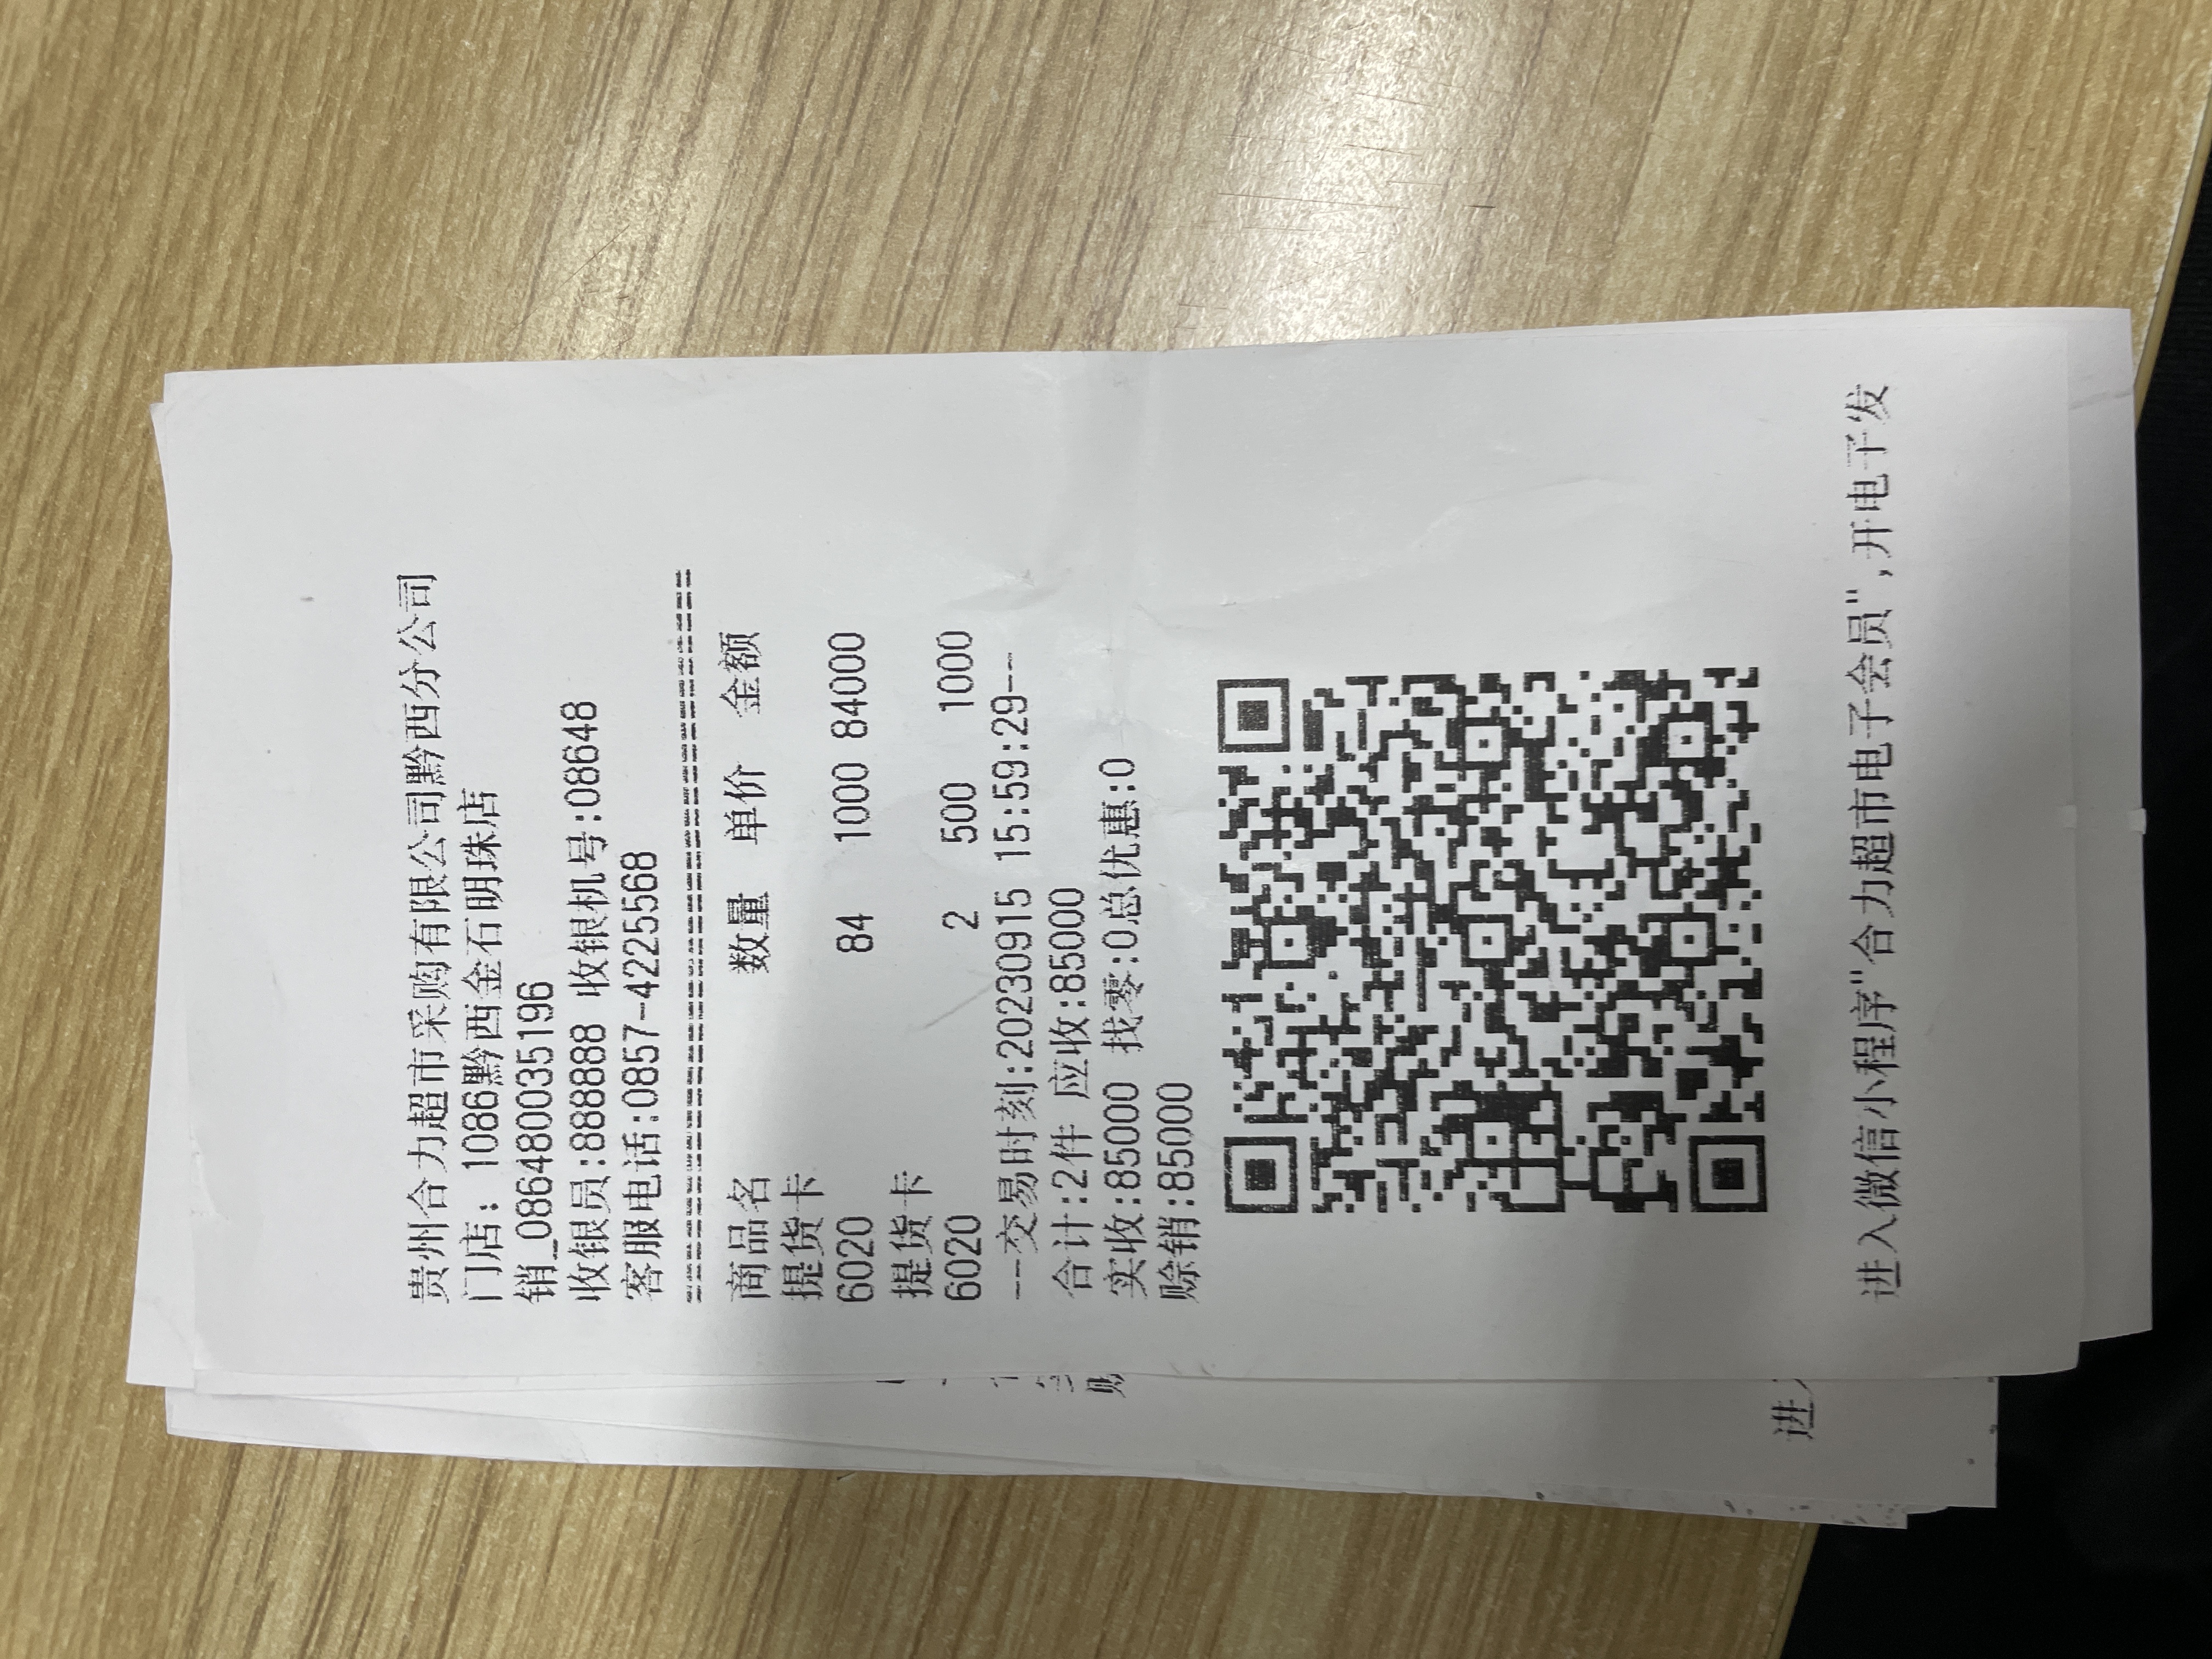 贵州合力超市采购有限公司黔西分公司
门店: 1086黔西金石明珠店
销_086480035196
收银员:888888 收银机号:08648
客服电话:0857-4225568
商品名 数量 单价 金额
提货卡
6020 84 1000 84000
提货卡
6020 2 500 1000
--交易时刻:20230915 15:59:29--
合计:2件 应收:85000
实收:85000 找零:0总优惠:0
赊销:85000
进入微信小程序"合力超市电子会员",开电子发
进